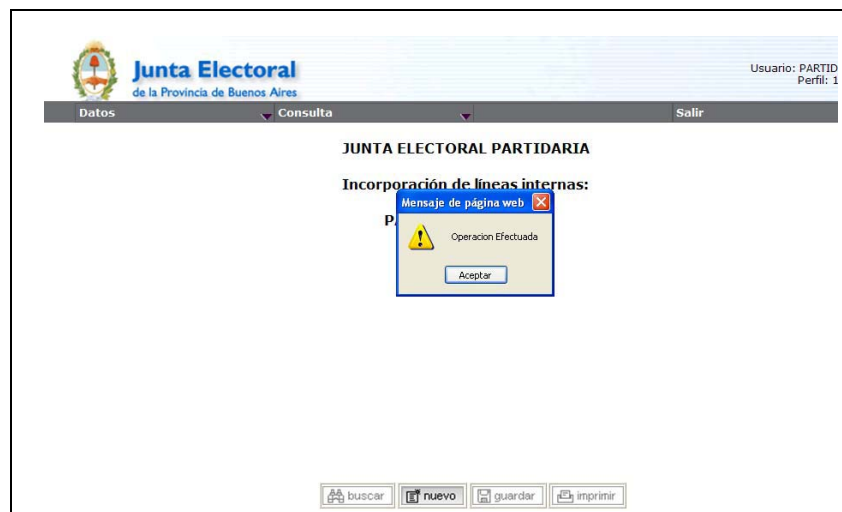 Junta Electoral
de la Provincia de Buenos Aires
Usuario: PARTID
Perfil: 1
Datos Consulta Salir
JUNTA ELECTORAL PARTIDARIA
Incorporación de líneas internas:
Mensaje de página web
Operacion Efectuada
Aceptar
buscar nuevo guardar imprimir